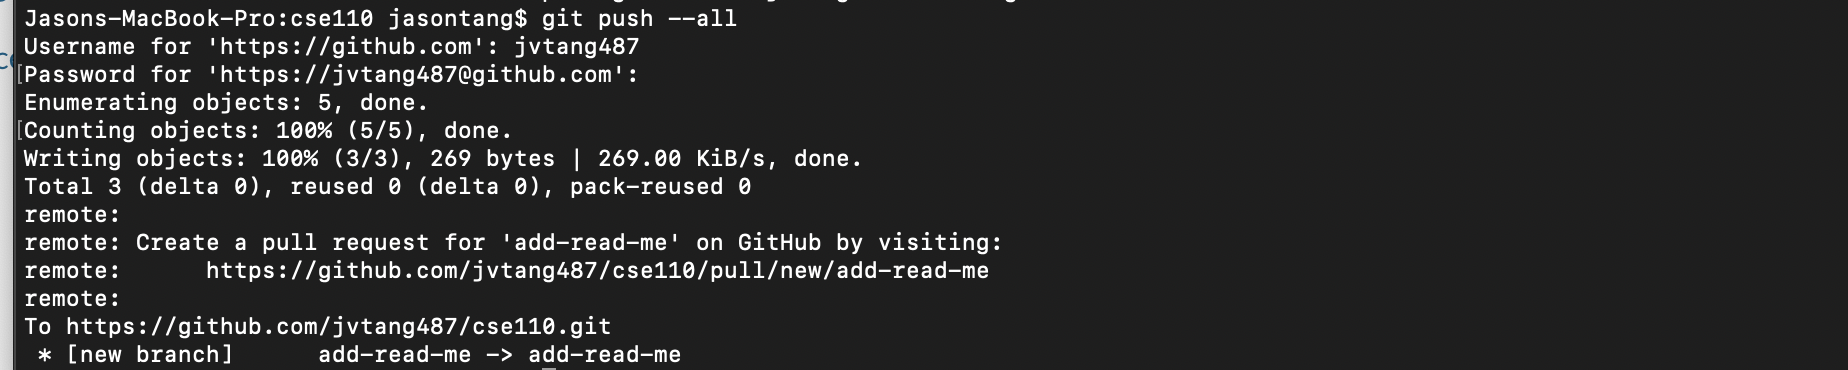 Jasons-MacBook-Pro:cse110 jasontang$ git push --all
Username for 'https://github.com': jvtang487
[Password for 'https://jvtang487@github.com':
Enumerating objects: 5, done.
[Counting objects: 100% (5/5), done.
Writing objects: 100% (3/3), 269 bytes | 269.00 KiB/s, done.
Total 3 (delta 0), reused 0 (delta 0), pack-reused 0
remote:
remote: Create a pull request for 'add-read-me' on GitHub by visiting:
remote:      https://github.com/jvtang487/cse110/pull/new/add-read-me
remote:
To https://github.com/jvtang487/cse110.git
 * [new branch]      add-read-me -> add-read-me